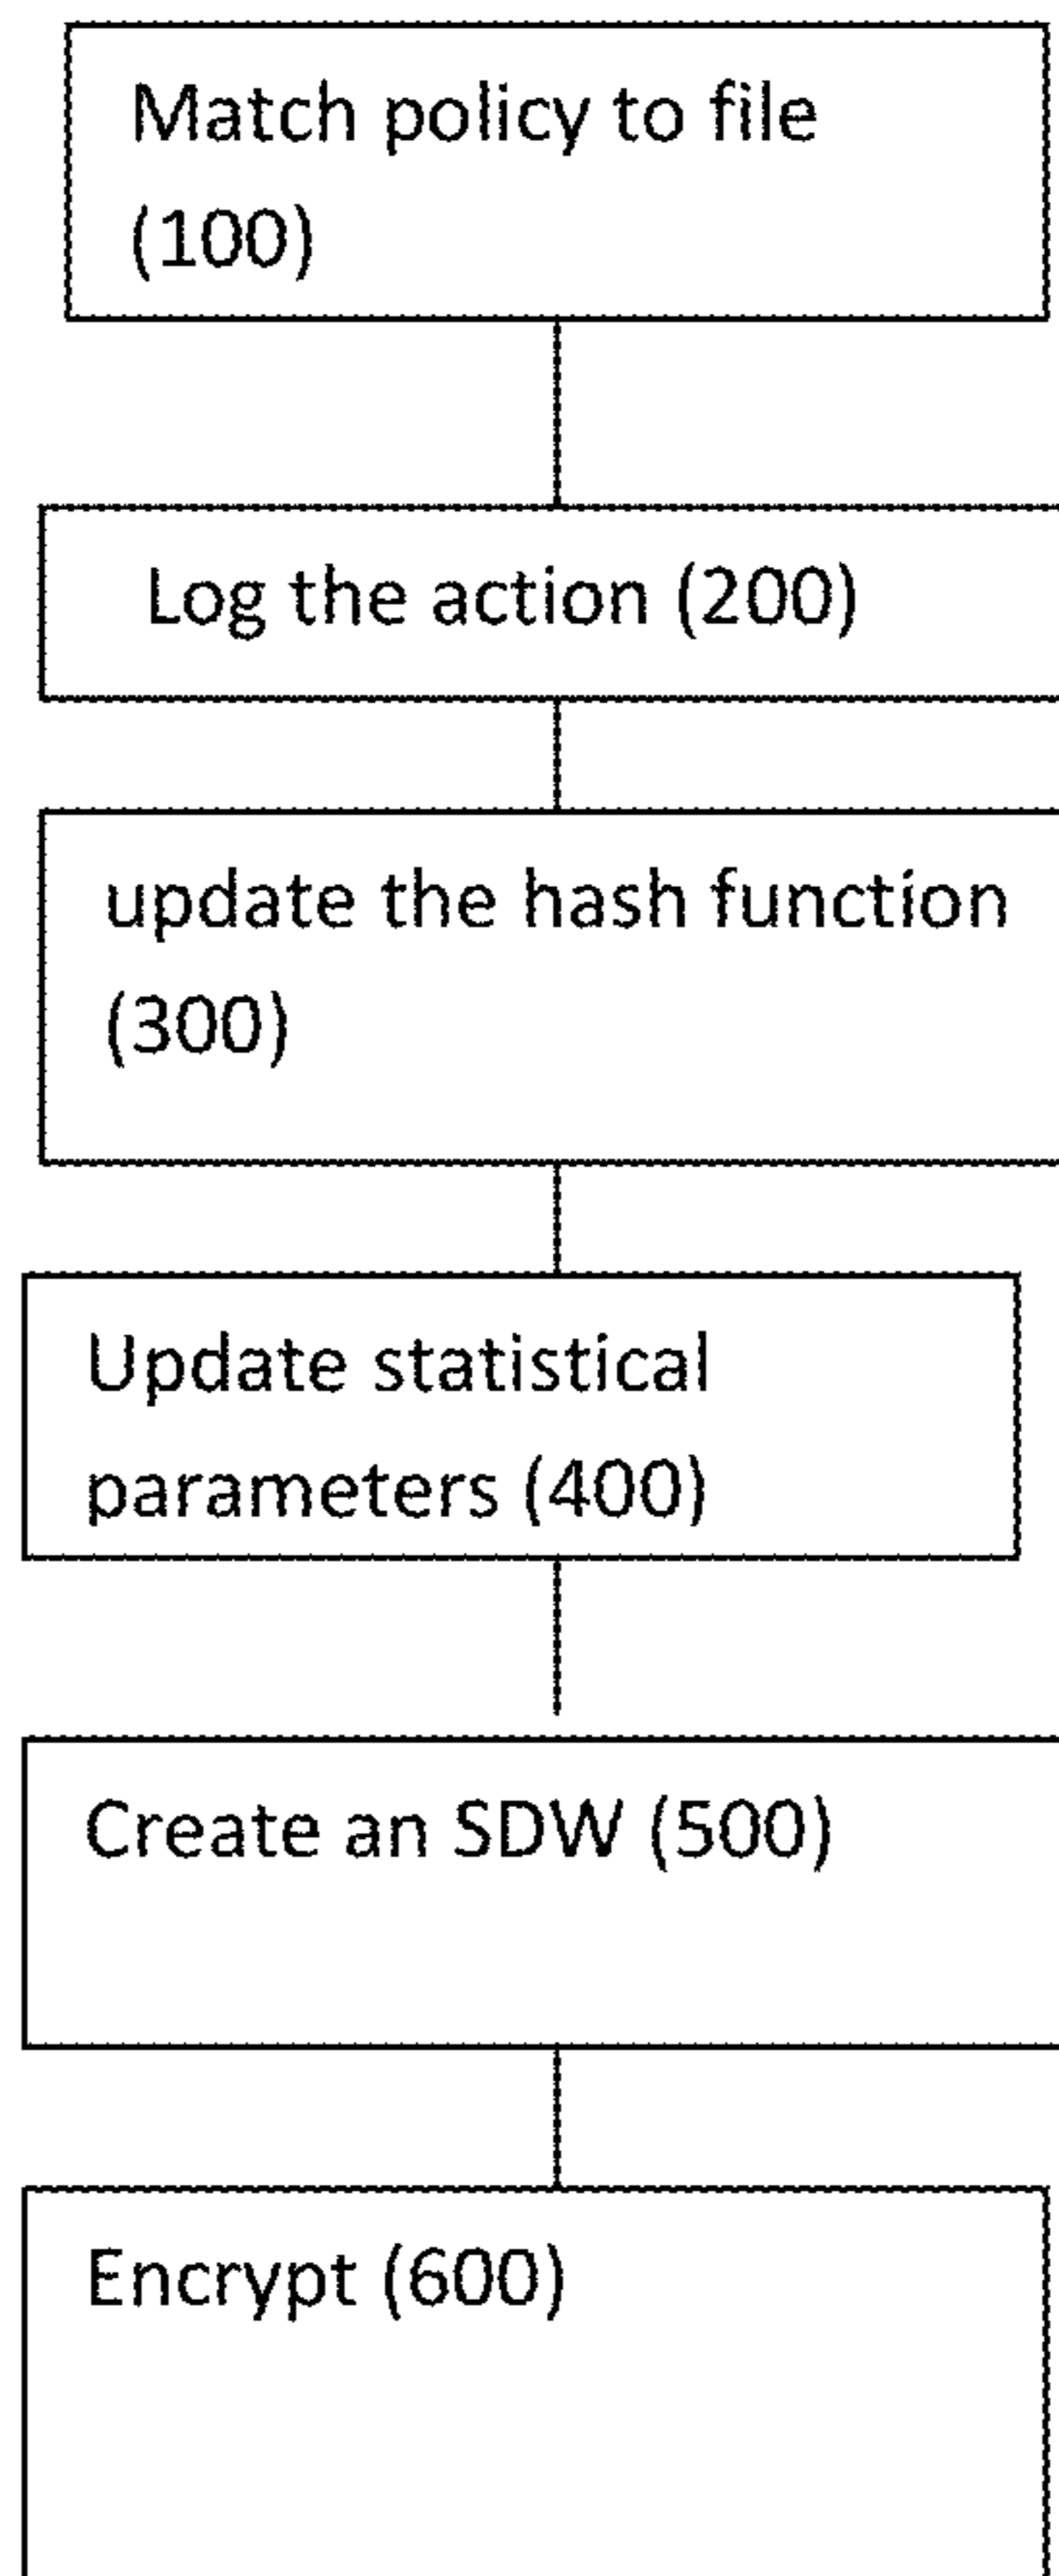 Match policy to file
(100)
Log the action (200)
update the hash function
(300)
Update statistical
parameters (400)
Create an SDW (500)
Encrypt (600)